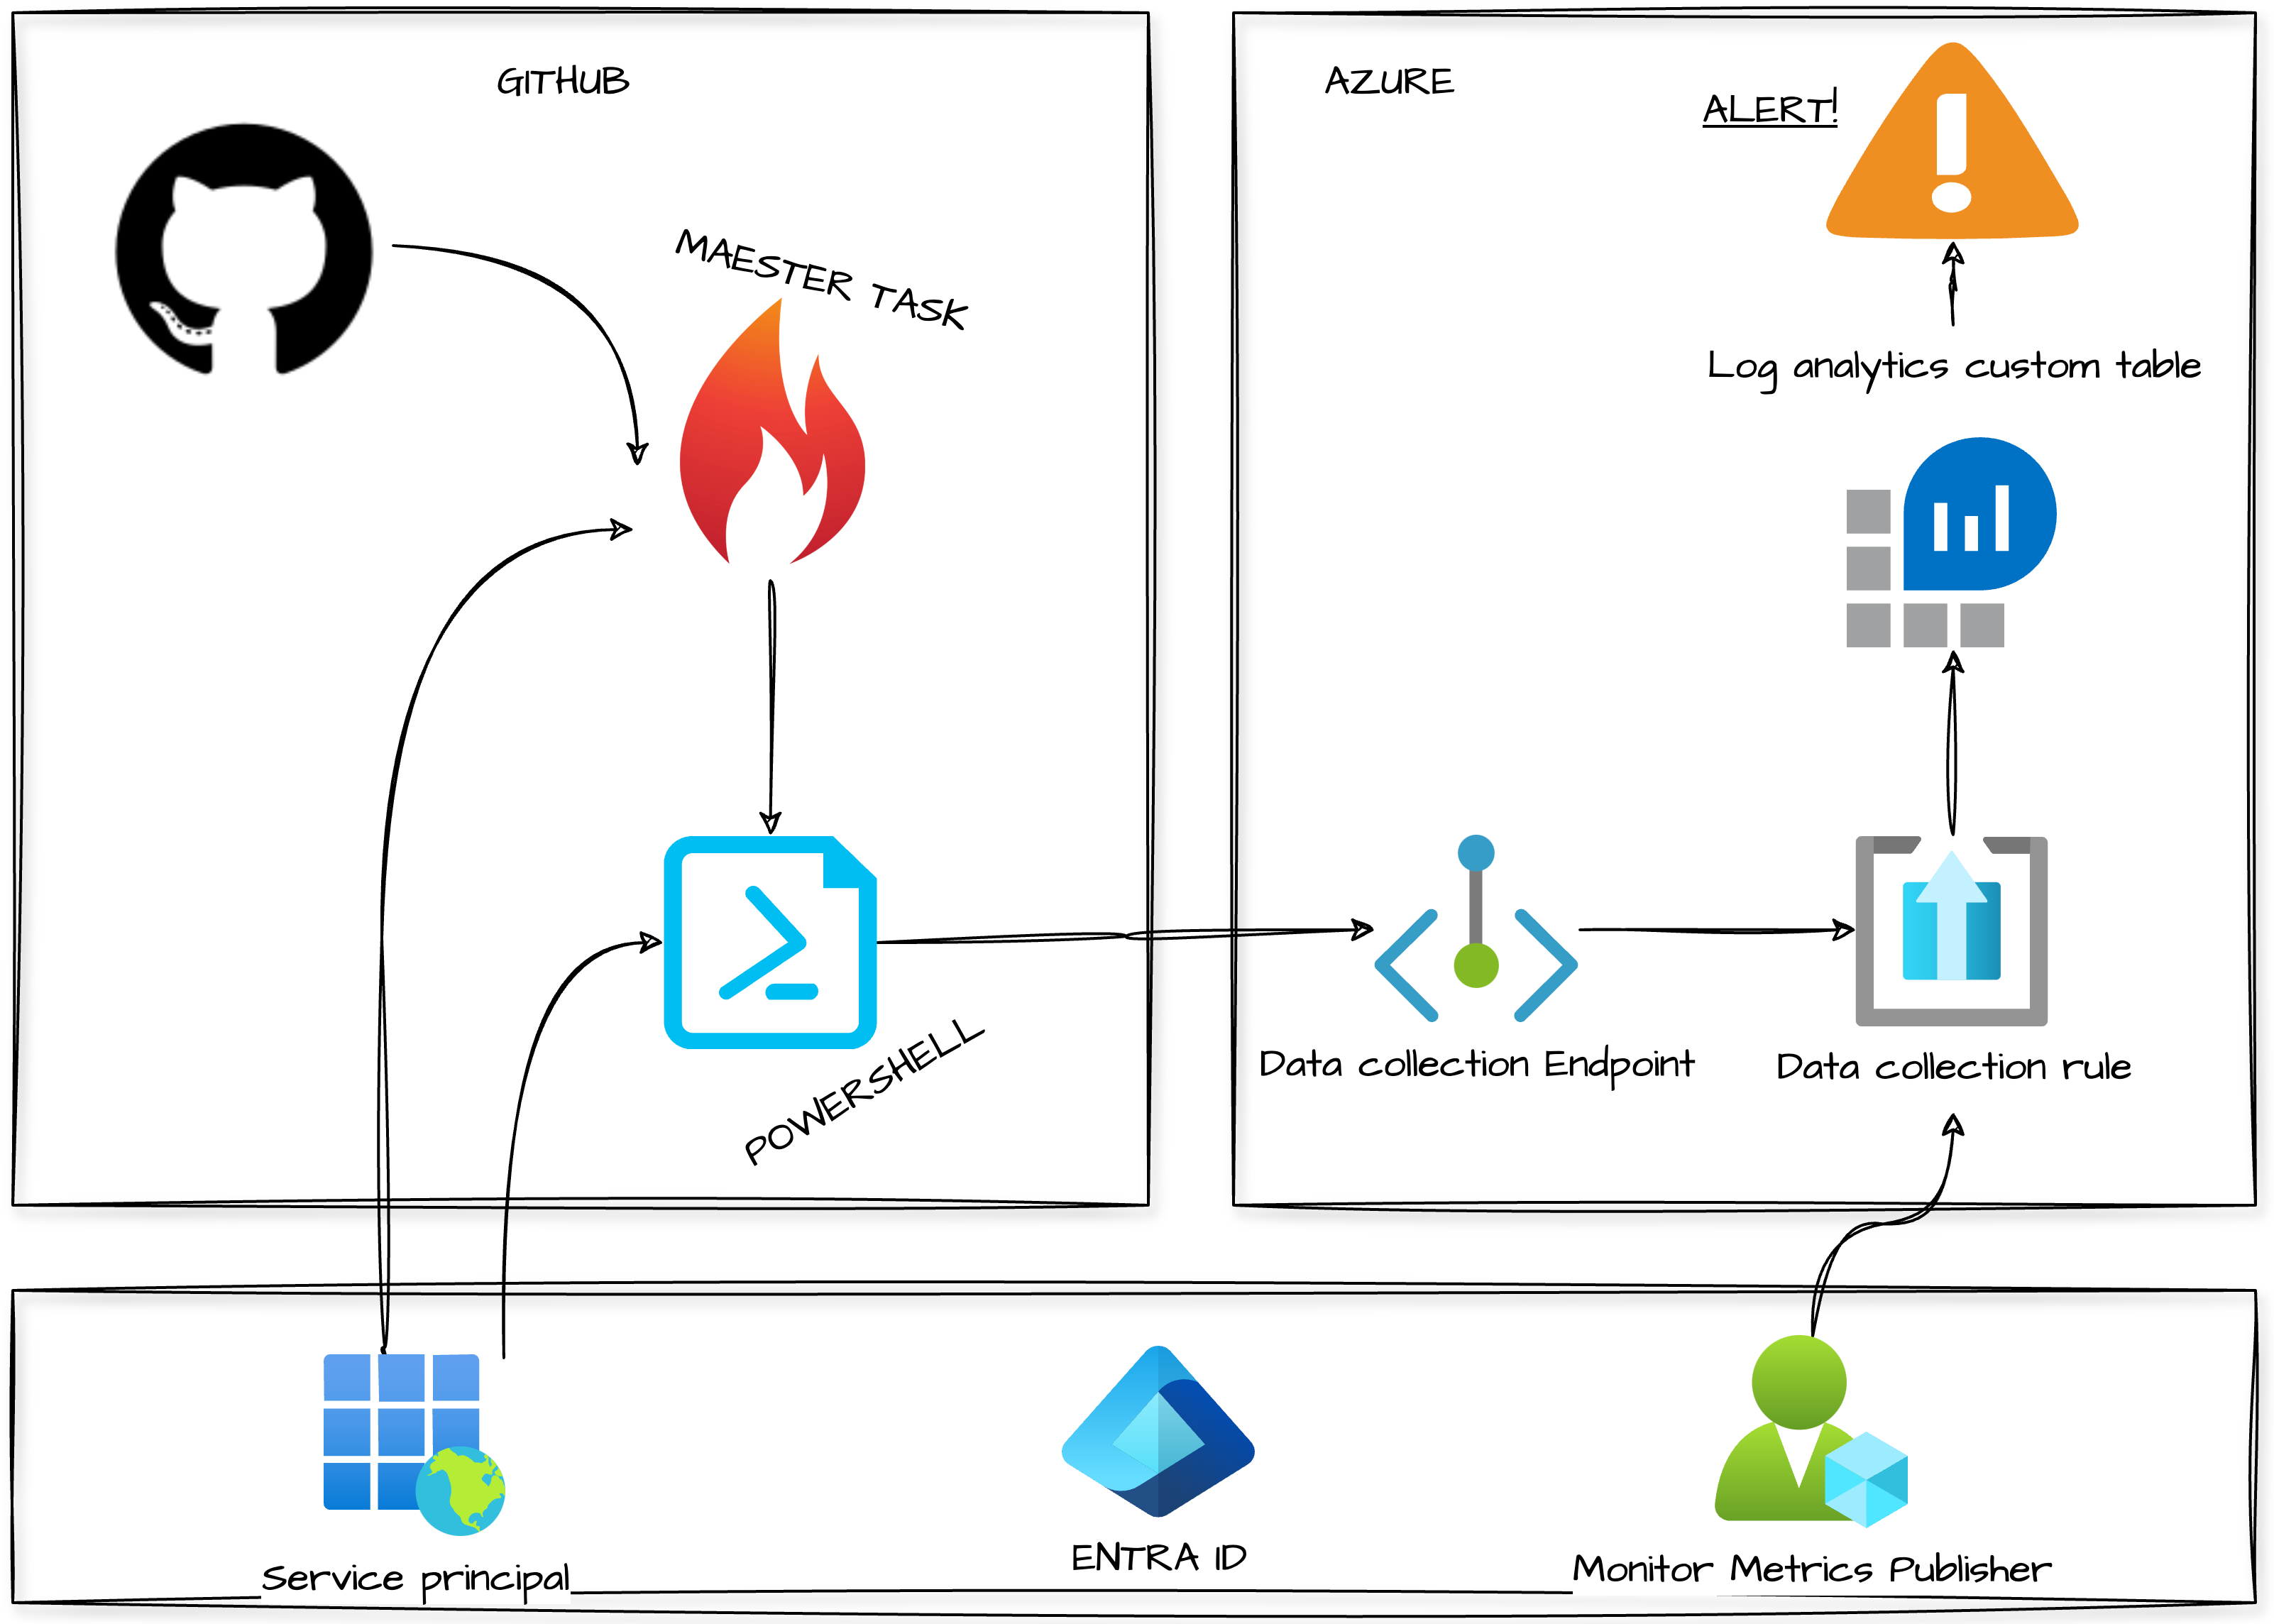 GITHUB
AZURE
ALERT!
MAESTER TASK
Log analytics custom table
POWERSHELL
Data collection Endpoint
Data collection rule
Service principal
ENTRA ID
Monitor Metrics Publisher